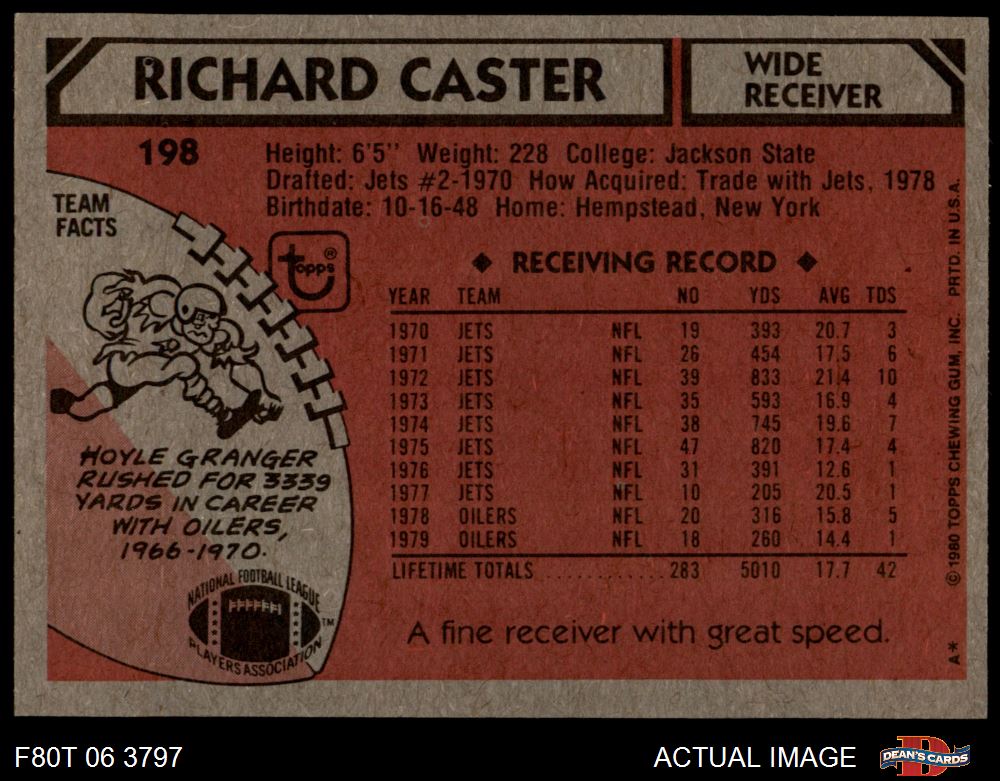 RICHARD CASTER
WIDE
RECEIVER
198
Height: 6'5" Weight: 228 College: Jackson State
Drafted: Jets #2-1970 How Acquired: Trade with Jets, 1978
Birthdate: 10-16-48 Home: Hempstead, New York
TEAM
FACTS
topps®
HOYLE GRANGER
RUSHED FOR 3339
YARDS IN CAREER
WITH OILERS,
1966-1970.
NATIONAL FOOTBALL LEAGUE
PLAYERS ASSOCIATION
TM
◆ RECEIVING RECORD ◆
YEAR TEAM NO YDS AVG TDS
1970 JETS NFL 19 393 20.7 3
1971 JETS NFL 26 454 17.5 6
1972 JETS NFL 39 833 21.4 10
1973 JETS NFL 35 593 16.9 4
1974 JETS NFL 38 745 19.6 7
1975 JETS NFL 47 820 17.4 4
1976 JETS NFL 31 391 12.6 1
1977 JETS NFL 10 205 20.5 1
1978 OILERS NFL 20 316 15.8 5
1979 OILERS NFL 18 260 14.4 1
LIFETIME TOTALS ............ 283 5010 17.7 42
A fine receiver with great speed.
A* © 1980 TOPPS CHEWING GUM, INC. PRTD. IN U.S.A.
F80T 06 3797
ACTUAL IMAGE
DEAN'S CARDS